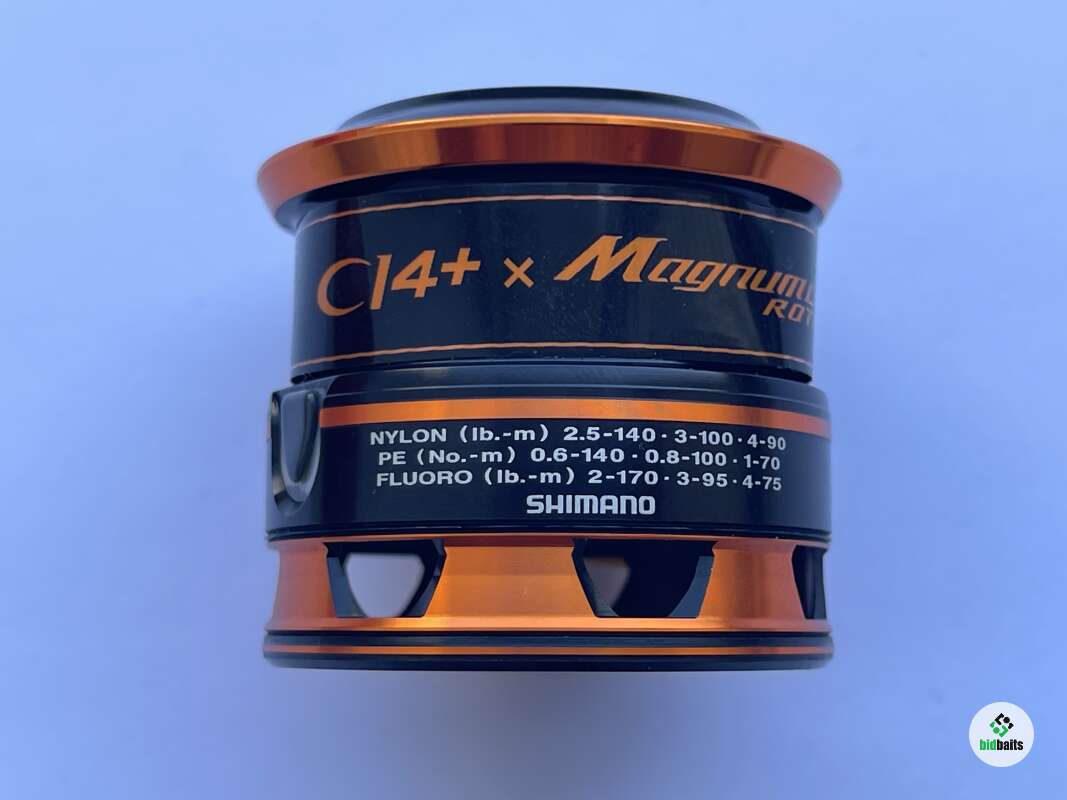 CI4+ × Magnum
NYLON (lb.-m) 2.5-140・3-100・4-90
PE (No.-m) 0.6-140・0.8-100・1-70
FLUORO (lb.-m) 2-170・3-95・4-75
SHIMANO
bidbaits